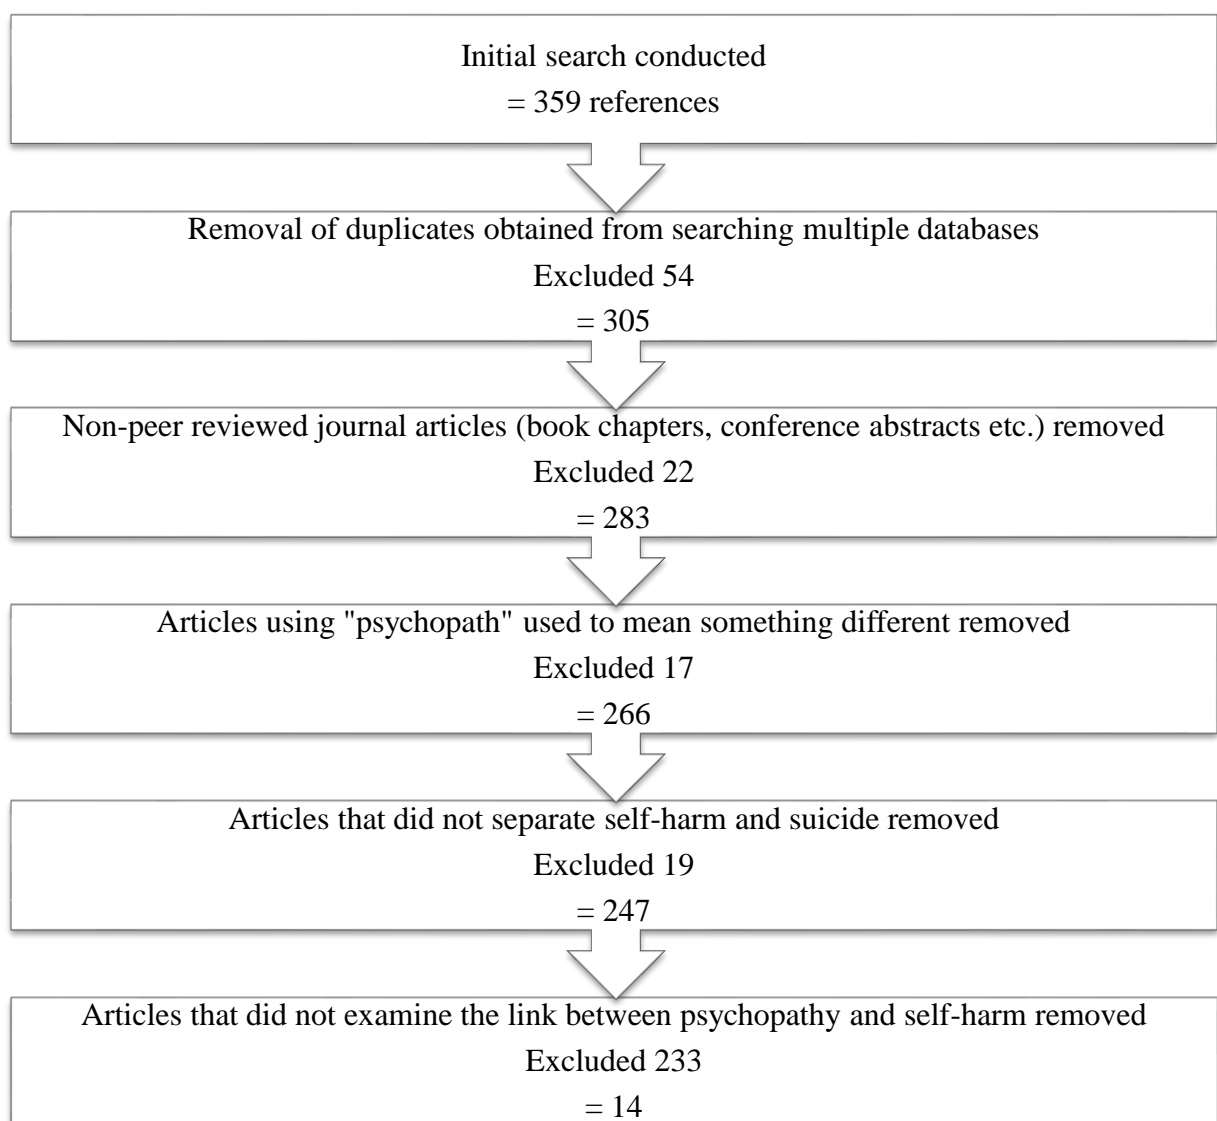 Initial search conducted
= 359 references
Removal of duplicates obtained from searching multiple databases
Excluded 54
= 305
Non-peer reviewed journal articles (book chapters, conference abstracts etc.) removed
Excluded 22
= 283
Articles using "psychopath" used to mean something different removed
Excluded 17
= 266
Articles that did not separate self-harm and suicide removed
Excluded 19
= 247
Articles that did not examine the link between psychopathy and self-harm removed
Excluded 233
= 14